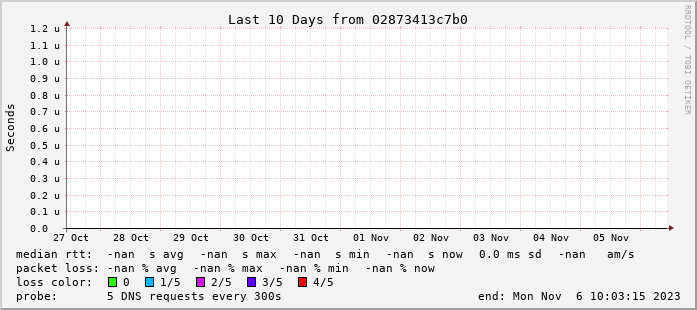 Last 10 Days from 02873413c7b0
RRDTOOL / TOBI OETIKER
Seconds
1.2 u
1.1 u
1.0 u
0.9 u
0.8 u
0.7 u
0.6 u
0.5 u
0.4 u
0.3 u
0.2 u
0.1 u
0.0
27 Oct 28 Oct 29 Oct 30 Oct 31 Oct 01 Nov 02 Nov 03 Nov 04 Nov 05 Nov
median rtt: -nan s avg -nan s max -nan s min -nan s now 0.0 ms sd -nan am/s
packet loss: -nan % avg -nan % max -nan % min -nan % now
loss color: 0 1/5 2/5 3/5 4/5
probe: 5 DNS requests every 300s end: Mon Nov 6 10:03:15 2023